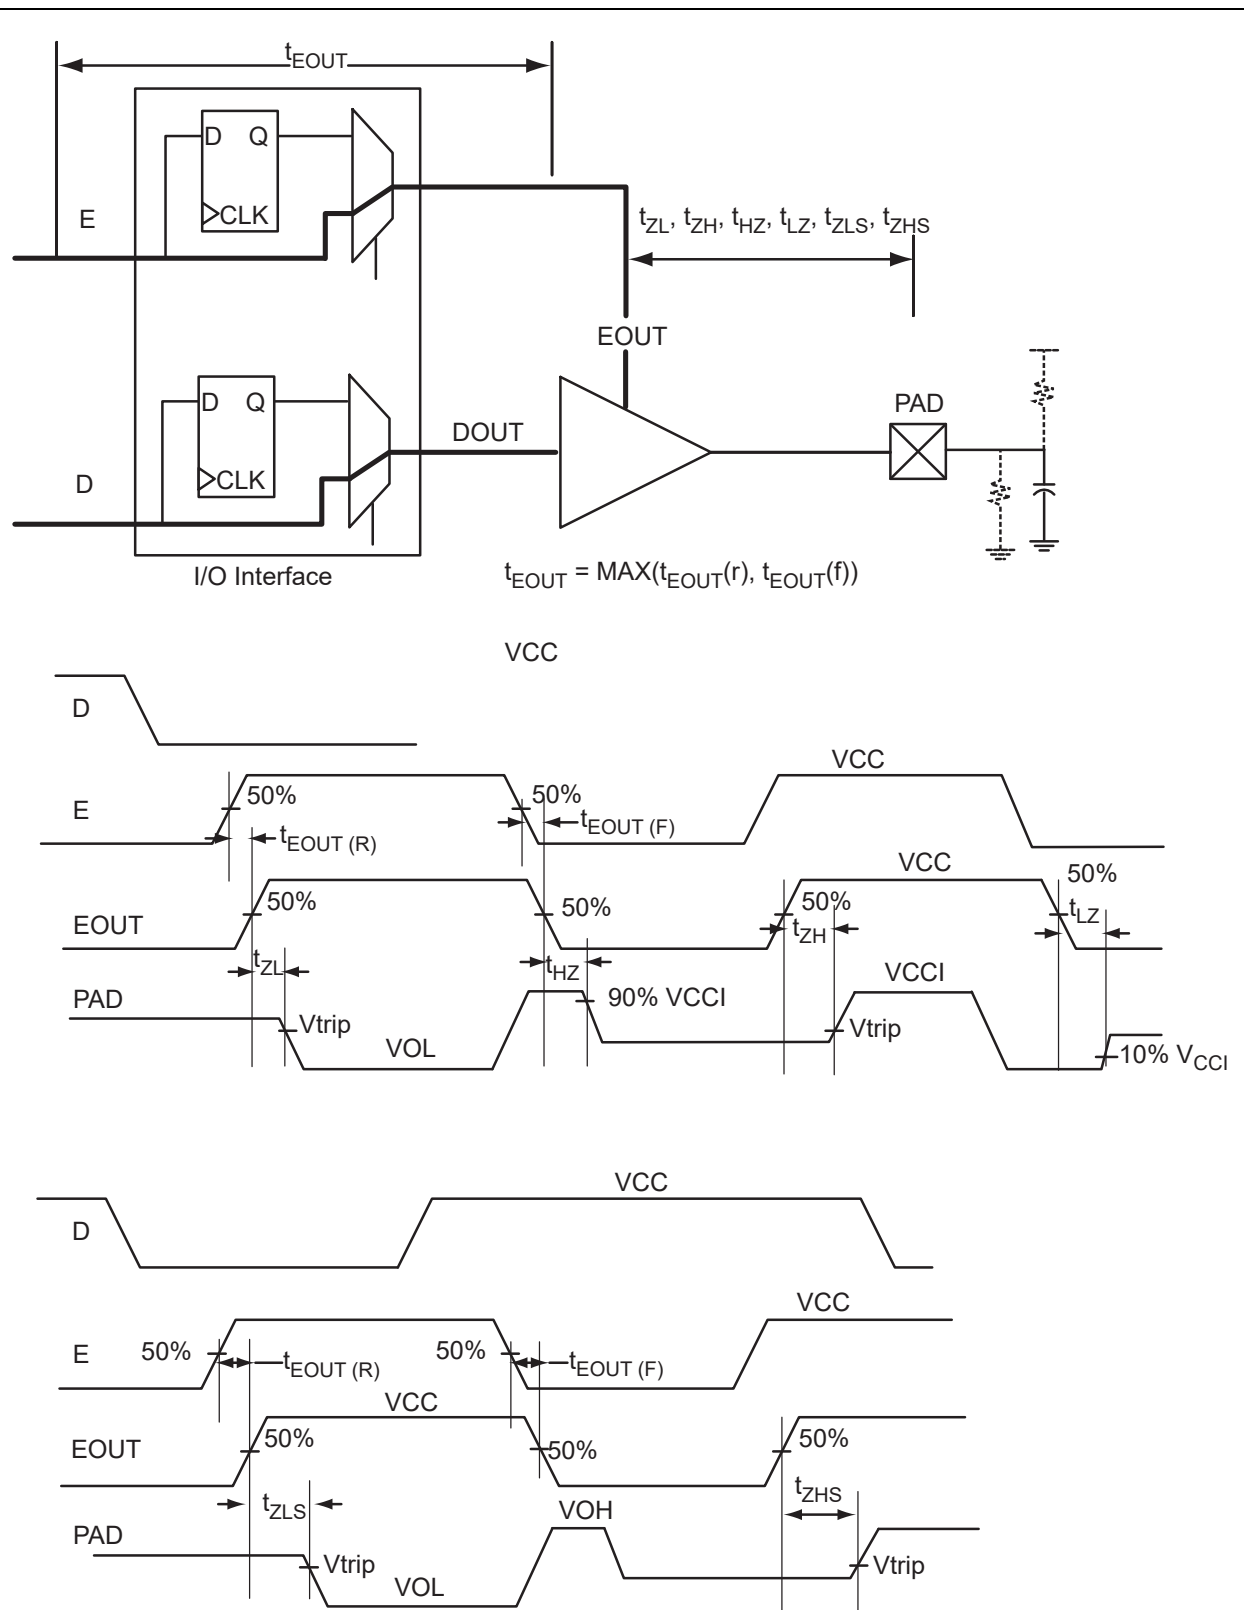 tEOUT
D Q
CLK
E
tZL, tZH, tHZ, tLZ, tZLS, tZHS
EOUT
D Q
CLK
DOUT
PAD
D
I/O Interface
tEOUT = MAX(tEOUT(r), tEOUT(f))
VCC
D
VCC
E
50%
50%
tEOUT (R)
tEOUT (F)
VCC
50%
EOUT
50%
50%
50%
tZL
tHZ
tZH
tLZ
PAD
90% VCCI
VCCI
Vtrip
VOL
Vtrip
10% VCCI
VCC
D
VCC
E
50%
tEOUT (R)
50%
tEOUT (F)
VCC
EOUT
50%
50%
50%
tZLS
tZHS
PAD
VOH
Vtrip
VOL
Vtrip